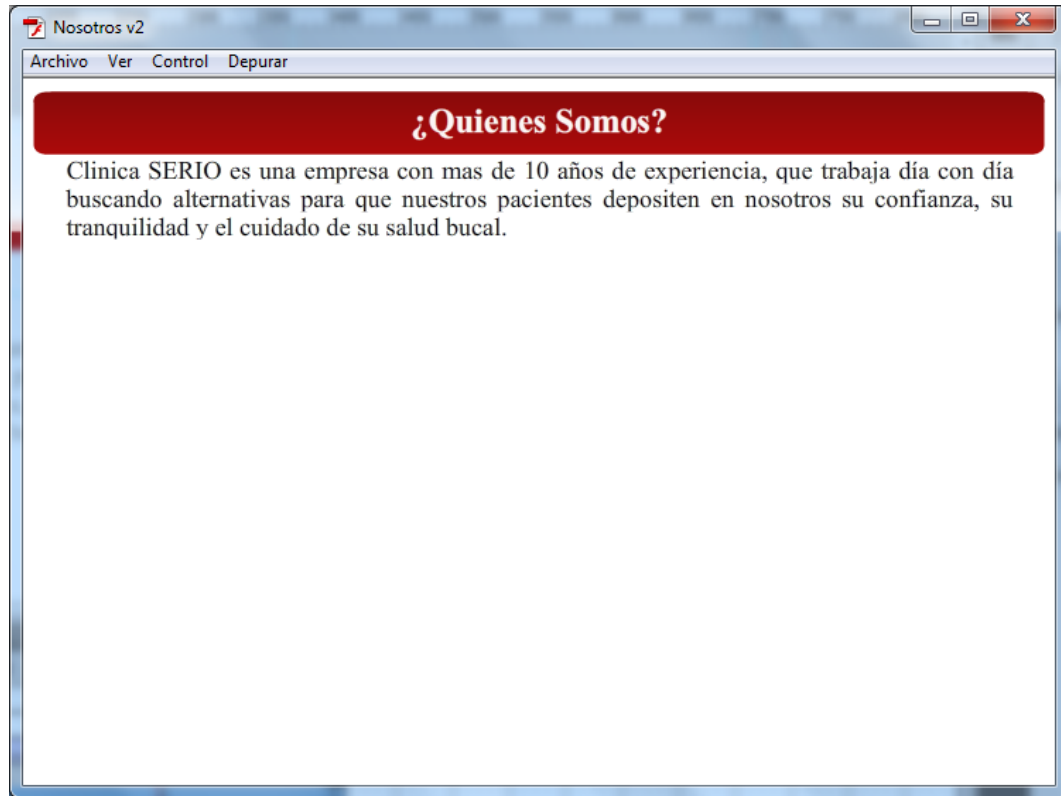 Nosotros v2
Archivo Ver Control Depurar
¿Quienes Somos?
Clinica SERIO es una empresa con mas de 10 años de experiencia, que trabaja día con día
buscando alternativas para que nuestros pacientes depositen en nosotros su confianza, su
tranquilidad y el cuidado de su salud bucal.